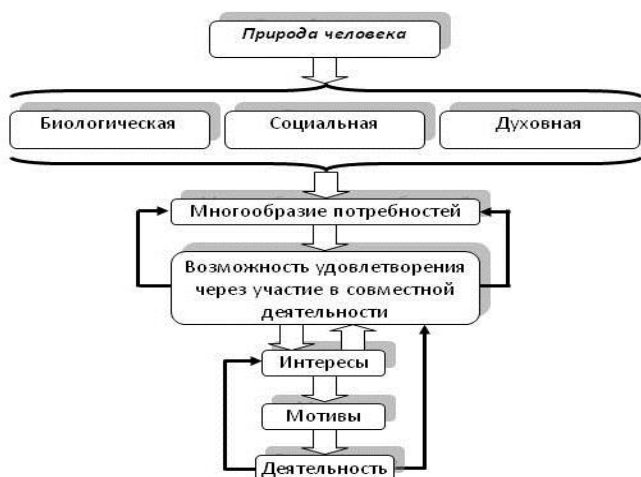 Природа человека
Биологическая
Социальная
Духовная
Многообразие потребностей
Возможность удовлетворения
через участие в совместной
деятельности
Интересы
Мотивы
Деятельность